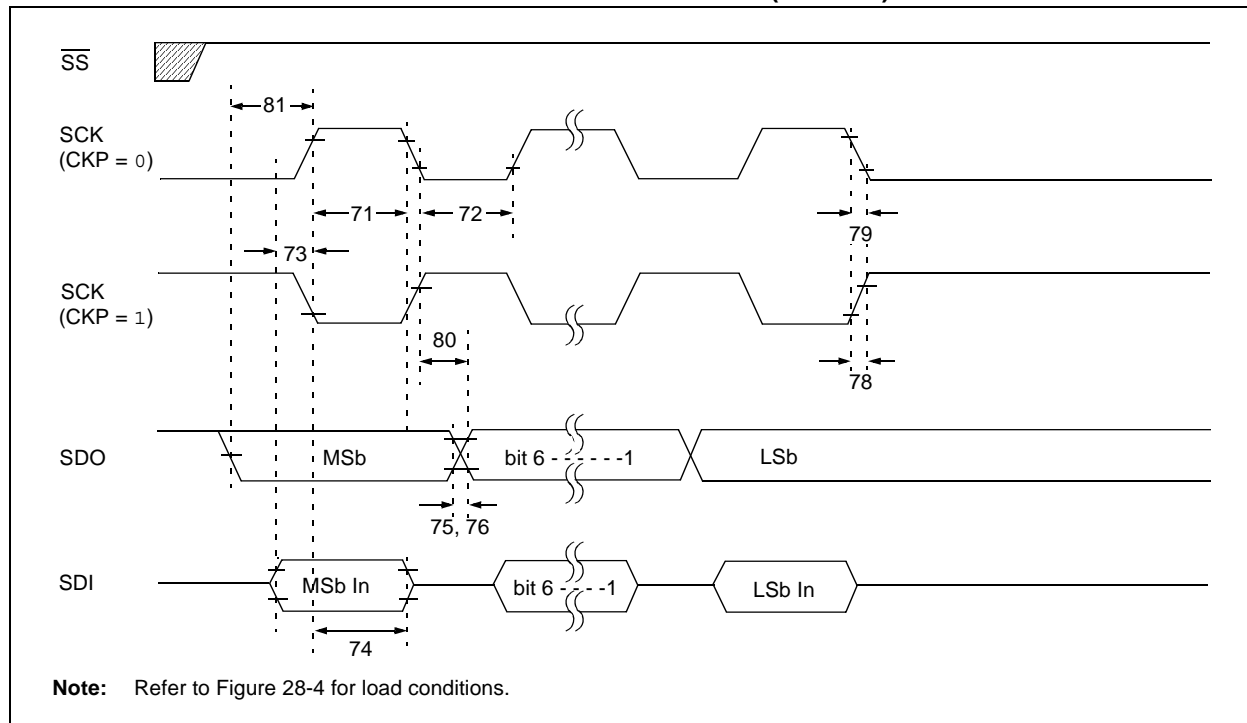 SS
81
SCK
(CKP = 0)
71
72
73
79
SCK
(CKP = 1)
80
78
SDO
MSb
bit 6 - - - - - -1
LSb
75, 76
SDI
MSb In
bit 6 - - - -1
LSb In
74
Note: Refer to Figure 28-4 for load conditions.